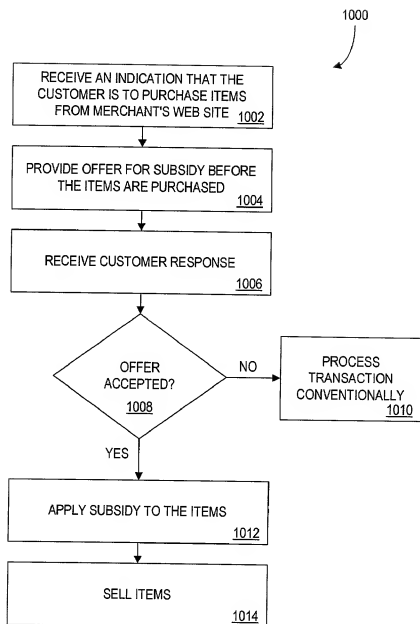 1000
RECEIVE AN INDICATION THAT THE
CUSTOMER IS TO PURCHASE ITEMS
FROM MERCHANT'S WEB SITE
1002
PROVIDE OFFER FOR SUBSIDY BEFORE
THE ITEMS ARE PURCHASED
1004
RECEIVE CUSTOMER RESPONSE
1006
OFFER
ACCEPTED?
1008
NO
PROCESS
TRANSACTION
CONVENTIONALLY
1010
YES
APPLY SUBSIDY TO THE ITEMS
1012
SELL ITEMS
1014